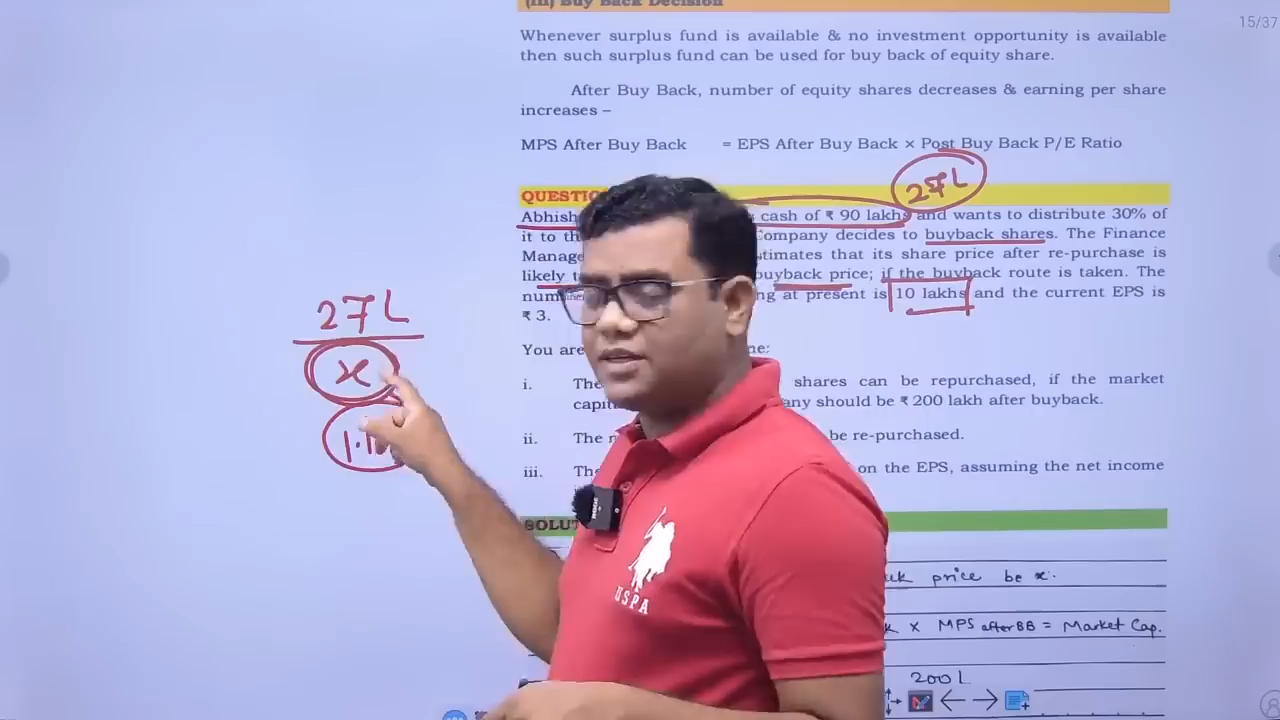 (iii) Buy Back Decision
15/37
Whenever surplus fund is available & no investment opportunity is available
then such surplus fund can be used for buy back of equity share.
After Buy Back, number of equity shares decreases & earning per share
increases –
MPS After Buy Back = EPS After Buy Back × Post Buy Back P/E Ratio
27L
QUESTIO
Abhish cash of ₹ 90 lakhs and wants to distribute 30% of
it to th Company decides to buyback shares. The Finance
Manage stimates that its share price after re-purchase is
likely t buyback price; if the buyback route is taken. The
num ng at present is 10 lakhs and the current EPS is
₹ 3.
You are ne:
i. The shares can be repurchased, if the market
capit any should be ₹ 200 lakh after buyback.
ii. The n be re-purchased.
iii. The on the EPS, assuming the net income
SOLUT
27L
x
1.1
price be x.
x MPS after BB = Market Cap.
200L
USPA